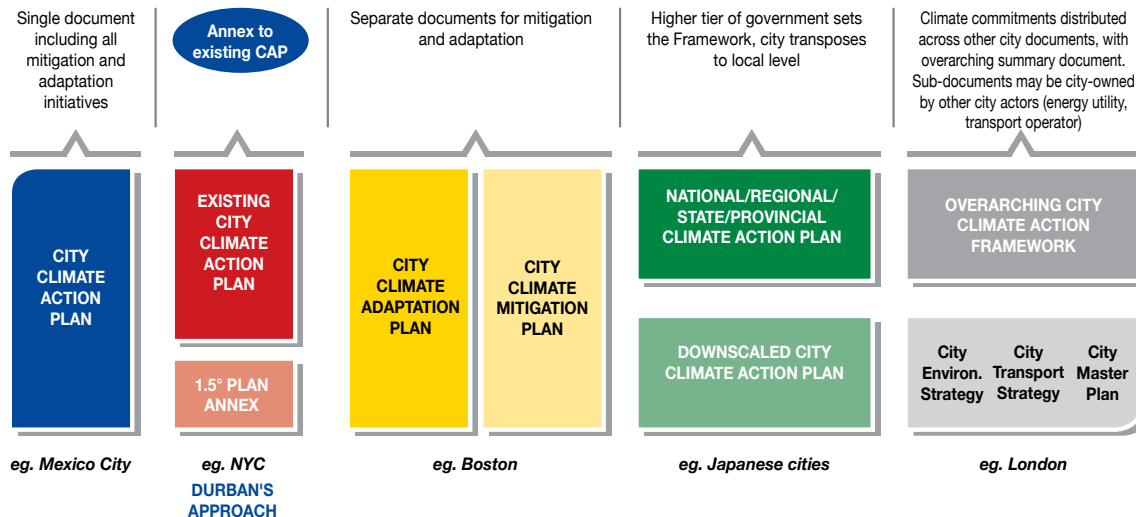 Single document
including all
mitigation and
adaptation
initiatives
Annex to
existing CAP
Separate documents for mitigation
and adaptation
Higher tier of government sets
the Framework, city transposes
to local level
Climate commitments distributed
across other city documents, with
overarching summary document.
Sub-documents may be city-owned
by other city actors (energy utility,
transport operator)
CITY
CLIMATE
ACTION
PLAN
EXISTING
CITY
CLIMATE
ACTION
PLAN
1.5° PLAN
ANNEX
CITY
CLIMATE
ADAPTATION
PLAN
CITY
CLIMATE
MITIGATION
PLAN
NATIONAL/REGIONAL/
STATE/PROVINCIAL
CLIMATE ACTION PLAN
DOWNSCALED CITY
CLIMATE ACTION PLAN
OVERARCHING CITY
CLIMATE ACTION
FRAMEWORK
City
Environ.
Strategy
City
Transport
Strategy
City
Master
Plan
eg. Mexico City
eg. NYC
DURBAN'S
APPROACH
eg. Boston
eg. Japanese cities
eg. London